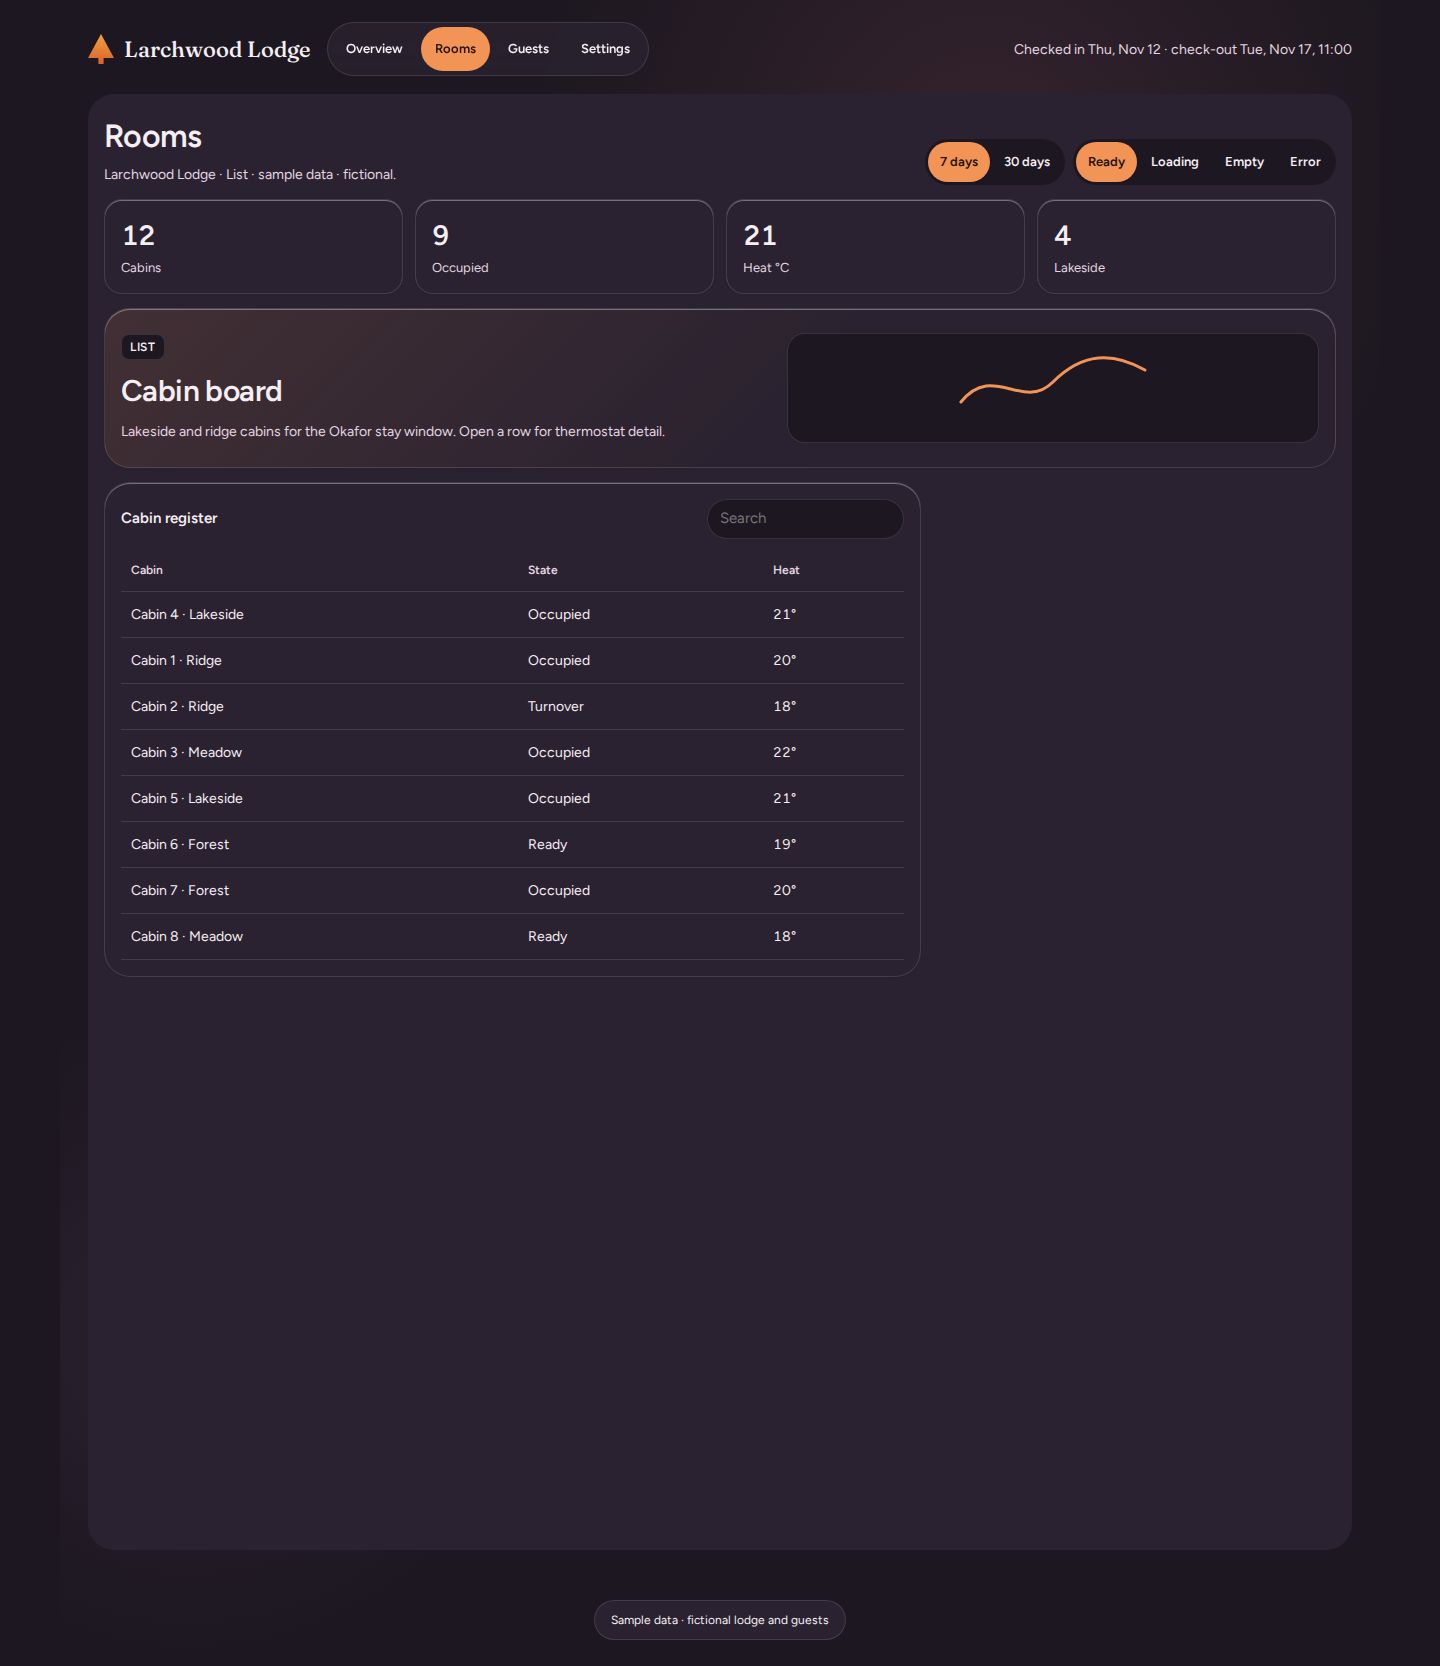 Larchwood Lodge
Overview Rooms Guests Settings
Checked in Thu, Nov 12 · check-out Tue, Nov 17, 11:00
Rooms
Larchwood Lodge · List · sample data · fictional.
7 days 30 days
Ready Loading Empty Error
12
Cabins
9
Occupied
21
Heat °C
4
Lakeside
LIST
Cabin board
Lakeside and ridge cabins for the Okafor stay window. Open a row for thermostat detail.
Cabin register
Search
Cabin State Heat
Cabin 4 · Lakeside Occupied 21°
Cabin 1 · Ridge Occupied 20°
Cabin 2 · Ridge Turnover 18°
Cabin 3 · Meadow Occupied 22°
Cabin 5 · Lakeside Occupied 21°
Cabin 6 · Forest Ready 19°
Cabin 7 · Forest Occupied 20°
Cabin 8 · Meadow Ready 18°
Sample data · fictional lodge and guests